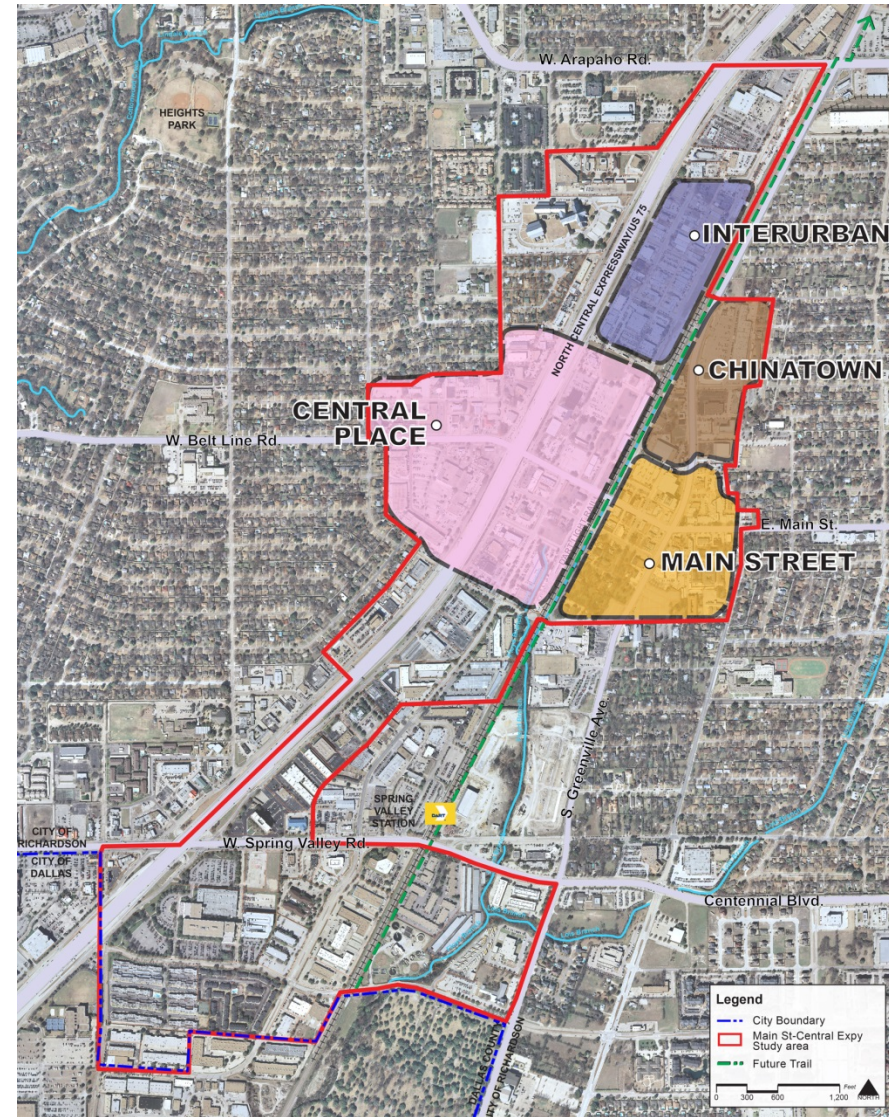 W. Arapaho Rd.
HEIGHTS
PARK
NORTH CENTRAL EXPRESSWAY/US 75
INTERURBAN
CHINATOWN
CENTRAL
PLACE
W. Belt Line Rd.
E. Main St.
MAIN STREET
S. Greenville Ave.
SPRING
VALLEY
STATION
DART
CITY OF
RICHARDSON
CITY OF
DALLAS
W. Spring Valley Rd.
Centennial Blvd.
DALLAS COUNTY
CITY OF RICHARDSON
Legend
City Boundary
Main St-Central Expy
Study area
Future Trail
Feet
0 300 600 1,200
NORTH